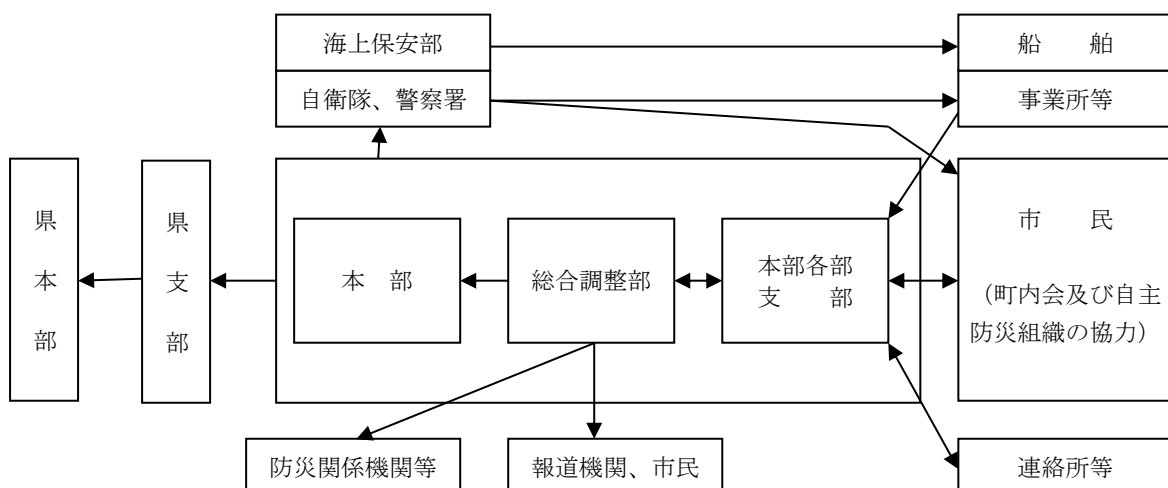 海上保安部
船　　舶
自衛隊、警察署
事業所等
県本部
県支部
本　部
総合調整部
本部各部
支　　部
市　　民
（町内会及び自主
防災組織の協力）
防災関係機関等
報道機関、市民
連絡所等